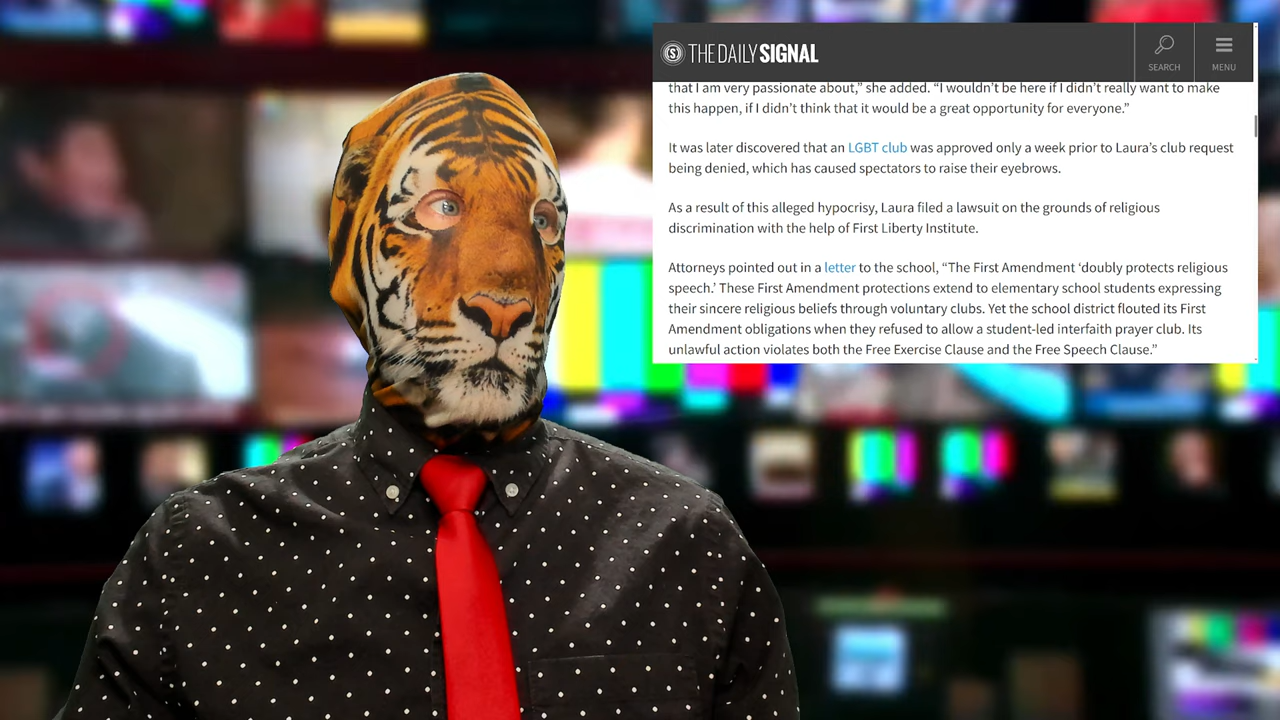 THE DAILY SIGNAL
SEARCH
MENU
that I am very passionate about,” she added. “I wouldn’t be here if I didn’t really want to make
this happen, if I didn’t think that it would be a great opportunity for everyone.”
It was later discovered that an LGBT club was approved only a week prior to Laura’s club request
being denied, which has caused spectators to raise their eyebrows.
As a result of this alleged hypocrisy, Laura filed a lawsuit on the grounds of religious
discrimination with the help of First Liberty Institute.
Attorneys pointed out in a letter to the school, “The First Amendment ‘doubly protects religious
speech.’ These First Amendment protections extend to elementary school students expressing
their sincere religious beliefs through voluntary clubs. Yet the school district flouted its First
Amendment obligations when they refused to allow a student-led interfaith prayer club. Its
unlawful action violates both the Free Exercise Clause and the Free Speech Clause.”